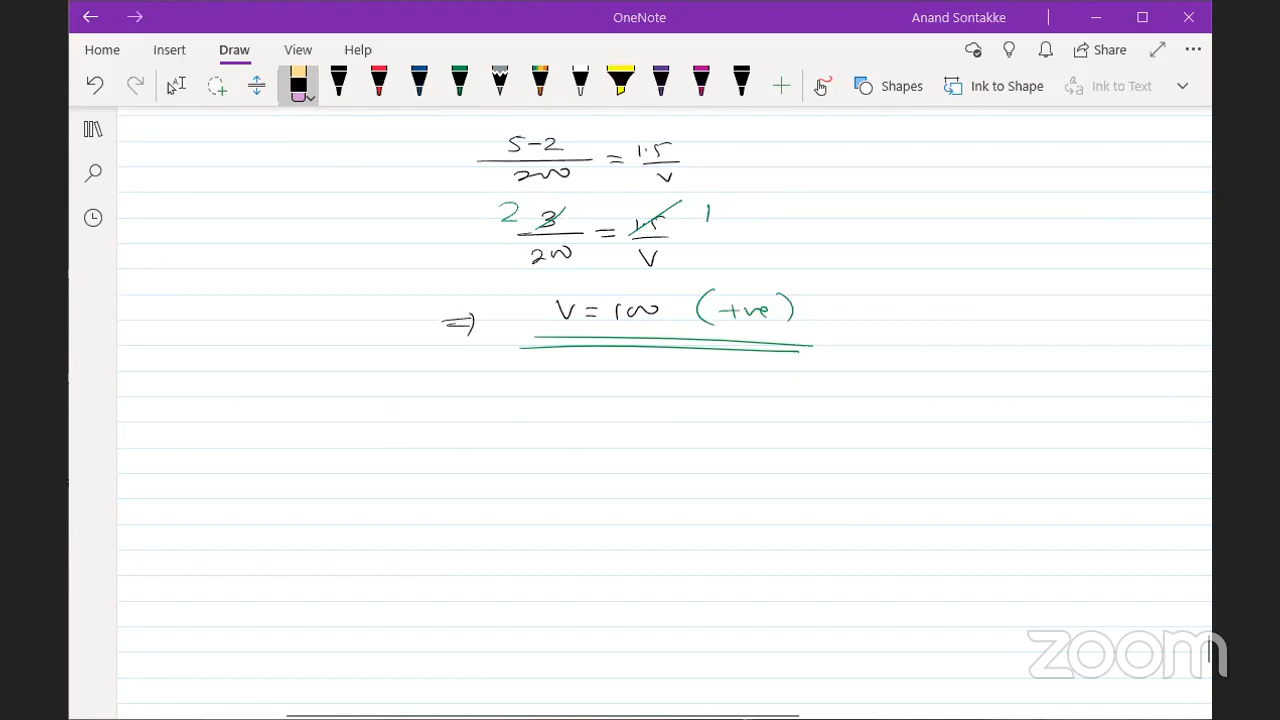 OneNote
Anand Sontakke
Home Insert Draw View Help
Share
Shapes
Ink to Shape
Ink to Text
5-2
200
= 1.5
v
2 3
200
= 1.5 1
v
⇒ v = 100 (+ve)
zoom